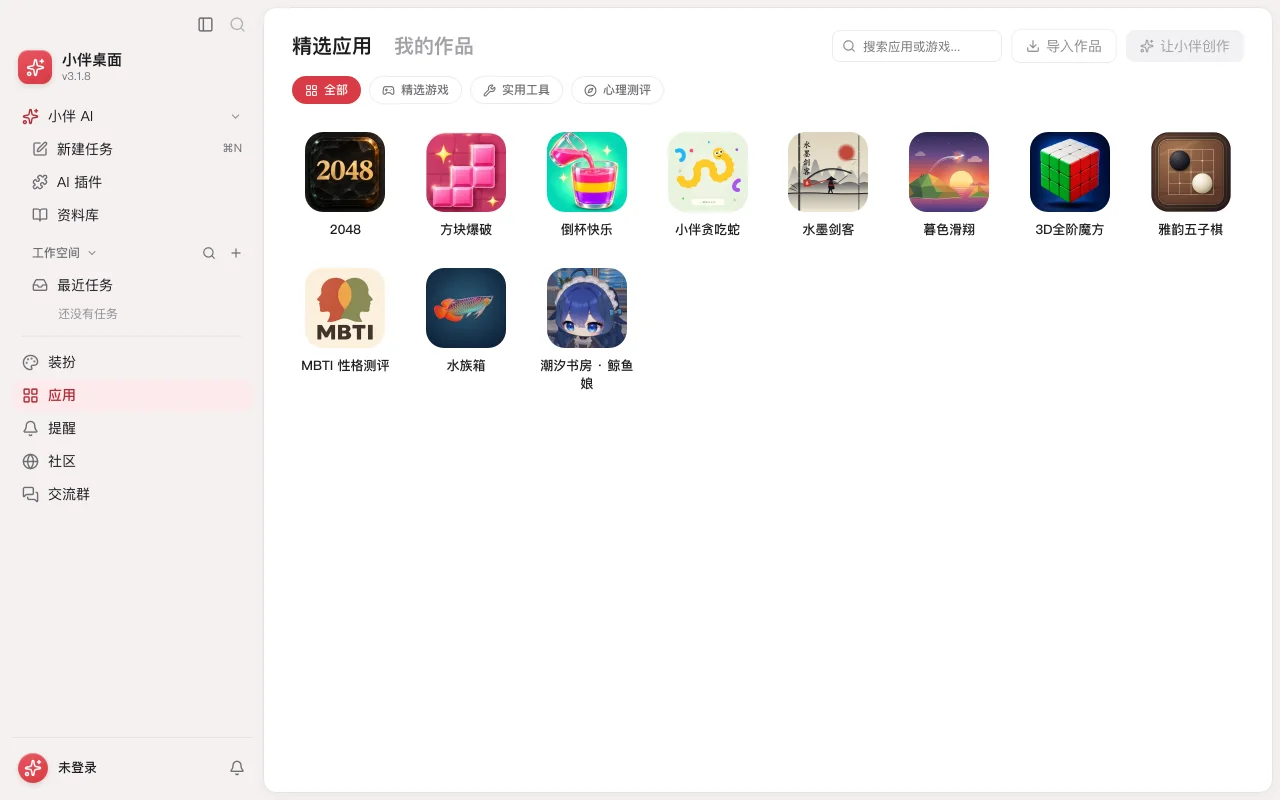 小伴桌面
v3.1.8
小伴 AI
新建任务 ⌘N
AI 插件
资料库
工作空间
最近任务
还没有任务
装扮
应用
提醒
社区
交流群
未登录
精选应用 我的作品
搜索应用或游戏... 导入作品 让小伴创作
全部 精选游戏 实用工具 心理测评
2048
水墨剑客
2048 方块爆破 倒杯快乐 小伴贪吃蛇 水墨剑客 暮色滑翔 3D全阶魔方 雅韵五子棋
MBTI
MBTI 性格测评 水族箱 潮汐书房 · 鲸鱼
娘